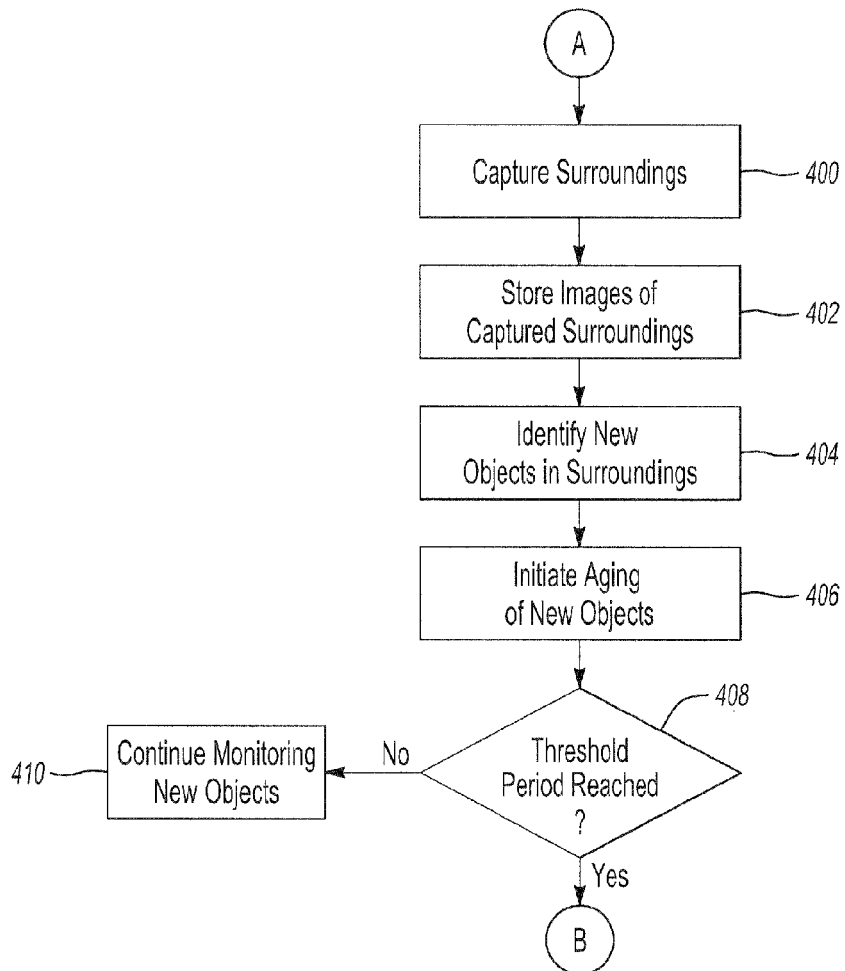 A
Capture Surroundings
400
Store Images of
Captured Surroundings
402
Identify New
Objects in Surroundings
404
Initiate Aging
of New Objects
406
408
Threshold
Period Reached
?
No
Continue Monitoring
New Objects
410
Yes
B